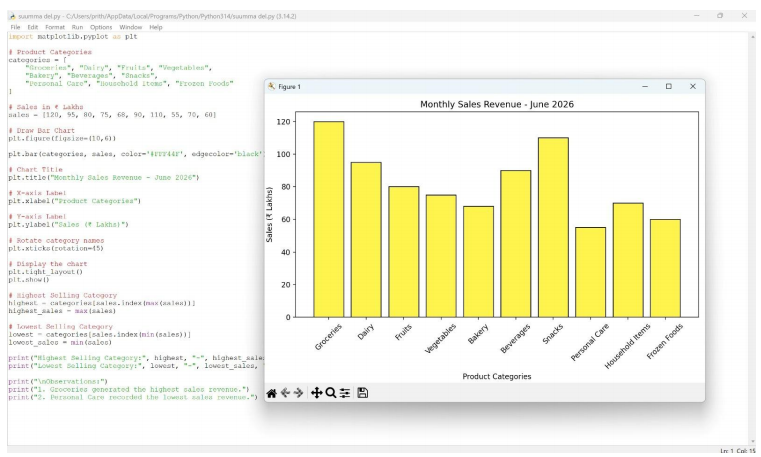 suumma del.py - C:/Users/prith/AppData/Local/Programs/Python/Python314/suumma del.py (3.14.2)
File Edit Format Run Options Window Help
import matplotlib.pyplot as plt
# Product Categories
categories = [
"Groceries", "Dairy", "Fruits", "Vegetables",
"Bakery", "Beverages", "Snacks",
"Personal Care", "Household Items", "Frozen Foods"
]
# Sales in ₹ Lakhs
sales = [120, 95, 80, 75, 68, 90, 110, 55, 70, 60]
# Draw Bar Chart
plt.figure(figsize=(10,6))
plt.bar(categories, sales, color='#FFF44F', edgecolor='black'
# Chart Title
plt.title("Monthly Sales Revenue - June 2026")
# X-axis Label
plt.xlabel("Product Categories")
# Y-axis Label
plt.ylabel("Sales (₹ Lakhs)")
# Rotate category names
plt.xticks(rotation=45)
# Display the chart
plt.tight_layout()
plt.show()
# Highest Selling Category
highest = categories[sales.index(max(sales))]
highest_sales = max(sales)
# Lowest Selling Category
lowest = categories[sales.index(min(sales))]
lowest_sales = min(sales)
print("Highest Selling Category:", highest, "-", highest_sale
print("Lowest Selling Category:", lowest, "-", lowest_sales,
print("\nObservations:")
print("1. Groceries generated the highest sales revenue.")
print("2. Personal Care recorded the lowest sales revenue.")
Figure 1
Monthly Sales Revenue - June 2026
Sales (₹ Lakhs)
120
100
80
60
40
20
0
Groceries
Dairy
Fruits
Vegetables
Bakery
Beverages
Snacks
Personal Care
Household Items
Frozen Foods
Product Categories
Ln: 1 Col: 15